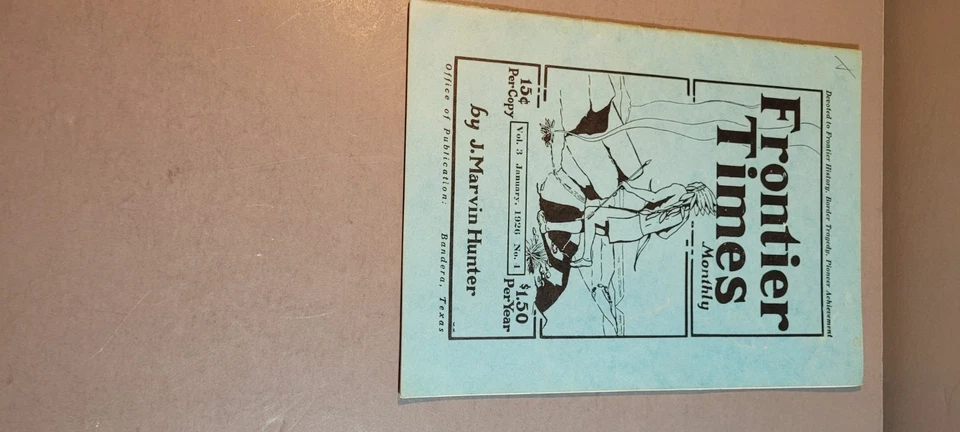 Devoted to Frontier History, Border Tragedy, Pioneer Achievement
Frontier
Times
Monthly
15¢
Per Copy
Vol. 3 January, 1926 No. 4
$1.50
Per Year
by J. Marvin Hunter
Office of Publication: Bandera, Texas